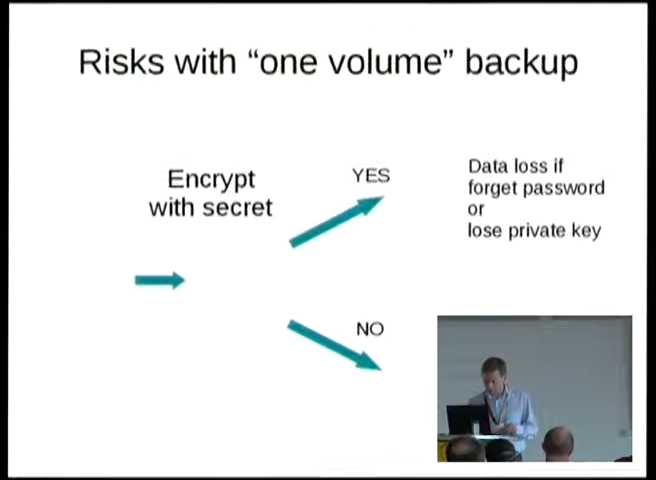 Risks with “one volume” backup
Encrypt
with secret
YES
Data loss if
forget password
or
lose private key
NO